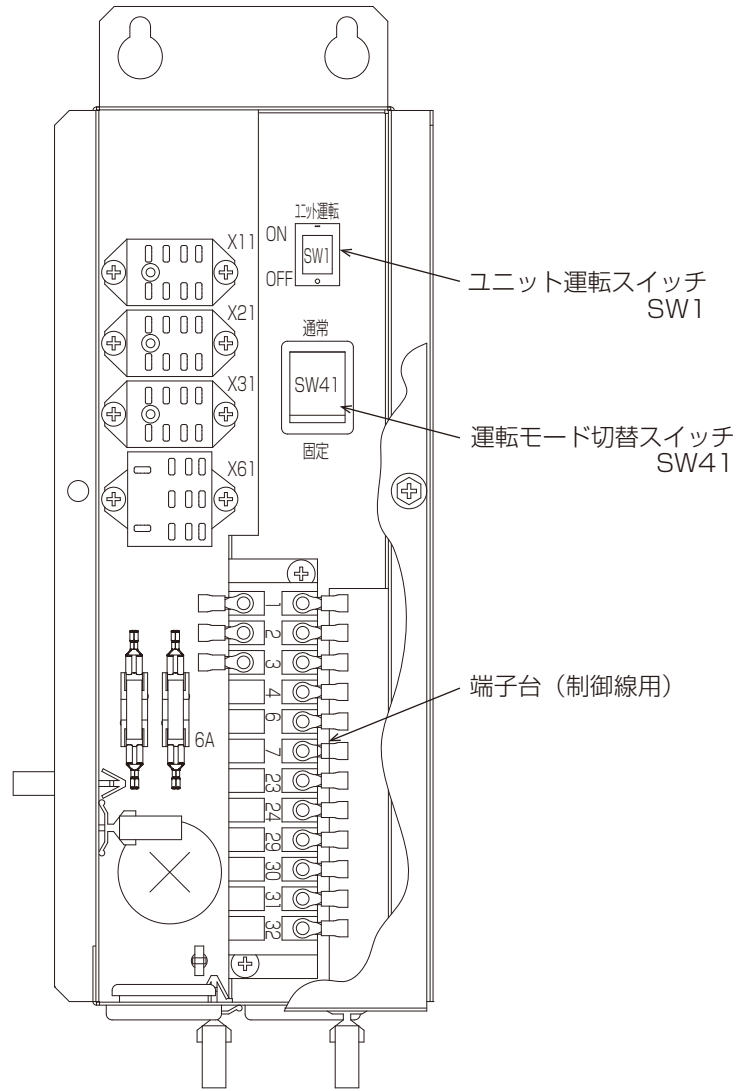 ユニット運転
ON
SW1
OFF
X11
X21
X31
X61
通常
SW41
固定
ユニット運転スイッチ
SW1
運転モード切替スイッチ
SW41
端子台（制御線用）
6A
1
2
3
4
6
7
23
24
29
30
31
32